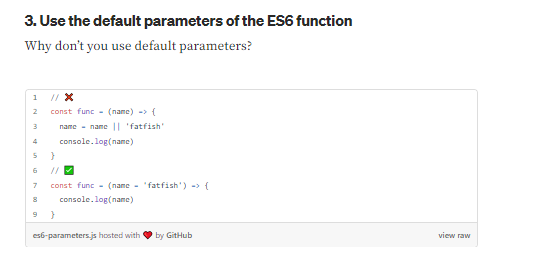 3. Use the default parameters of the ES6 function
Why don't you use default parameters?
1 // ❌
2 const func = (name) => {
3 name = name || 'fatfish'
4 console.log(name)
5 }
6 // ✅
7 const func = (name = 'fatfish') => {
8 console.log(name)
9 }
es6-parameters.js hosted with ❤ by GitHub view raw